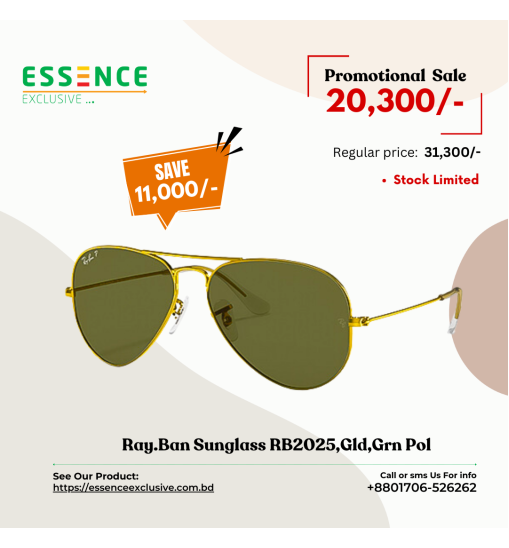 ESSENCE
EXCLUSIVE ...
Promotional Sale
20,300/-
Regular price: 31,300/-
• Stock Limited
SAVE
11,000/-
Ray.Ban Sunglass RB2025,Gld,Grn Pol
See Our Product:
https://essenceexclusive.com.bd
Call or sms Us For info
+8801706-526262